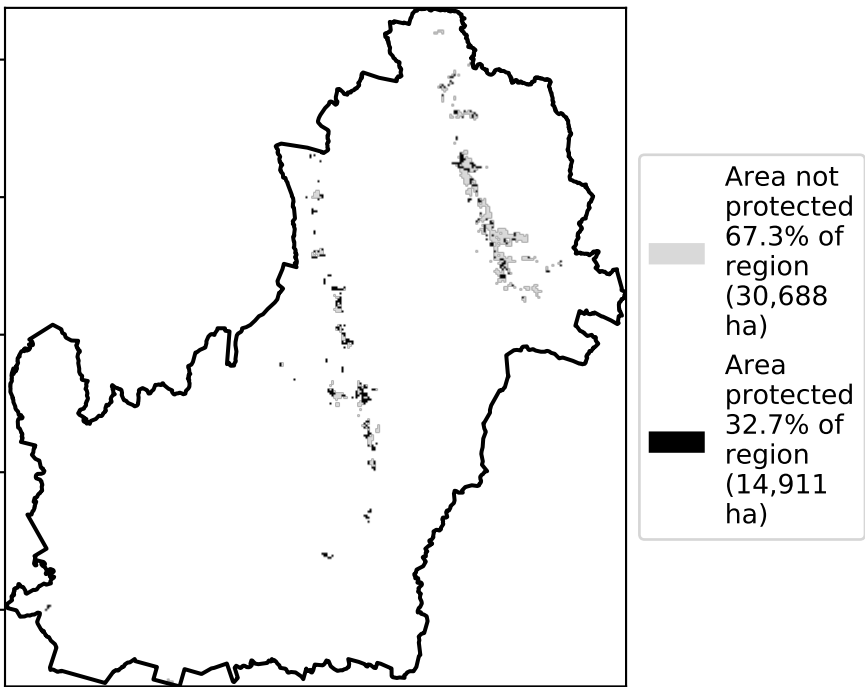 Area not
protected
67.3% of
region
(30,688
ha)
Area
protected
32.7% of
region
(14,911
ha)